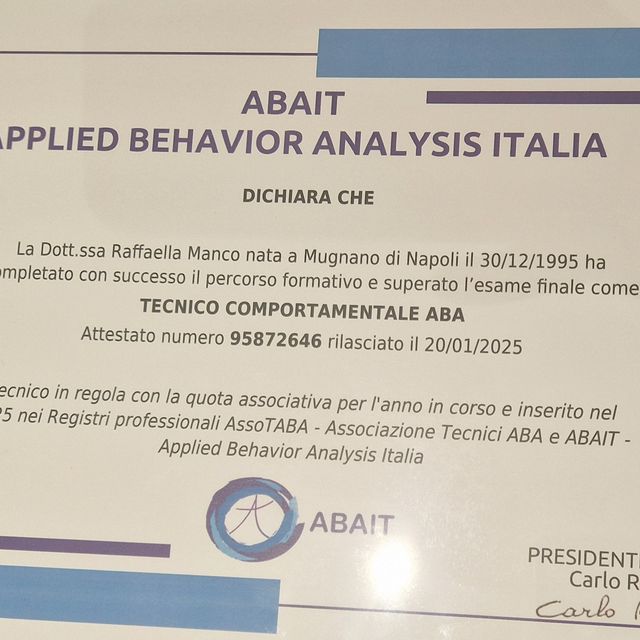 ABAIT
APPLIED BEHAVIOR ANALYSIS ITALIA
DICHIARA CHE
La Dott.ssa Raffaella Manco nata a Mugnano di Napoli il 30/12/1995 ha
ompletato con successo il percorso formativo e superato l'esame finale come
TECNICO COMPORTAMENTALE ABA
Attestato numero 95872646 rilasciato il 20/01/2025
ecnico in regola con la quota associativa per l'anno in corso e inserito nel
25 nei Registri professionali AssoTABA - Associazione Tecnici ABA e ABAIT -
Applied Behavior Analysis Italia
ABAIT
PRESIDENT
Carlo R
Carlo